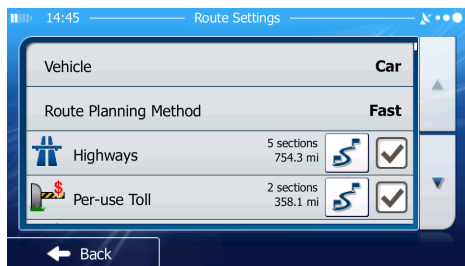 14:45 Route Settings
Vehicle Car
Route Planning Method Fast
Highways 5 sections
754.3 mi
Per-use Toll 2 sections
358.1 mi
$
Back